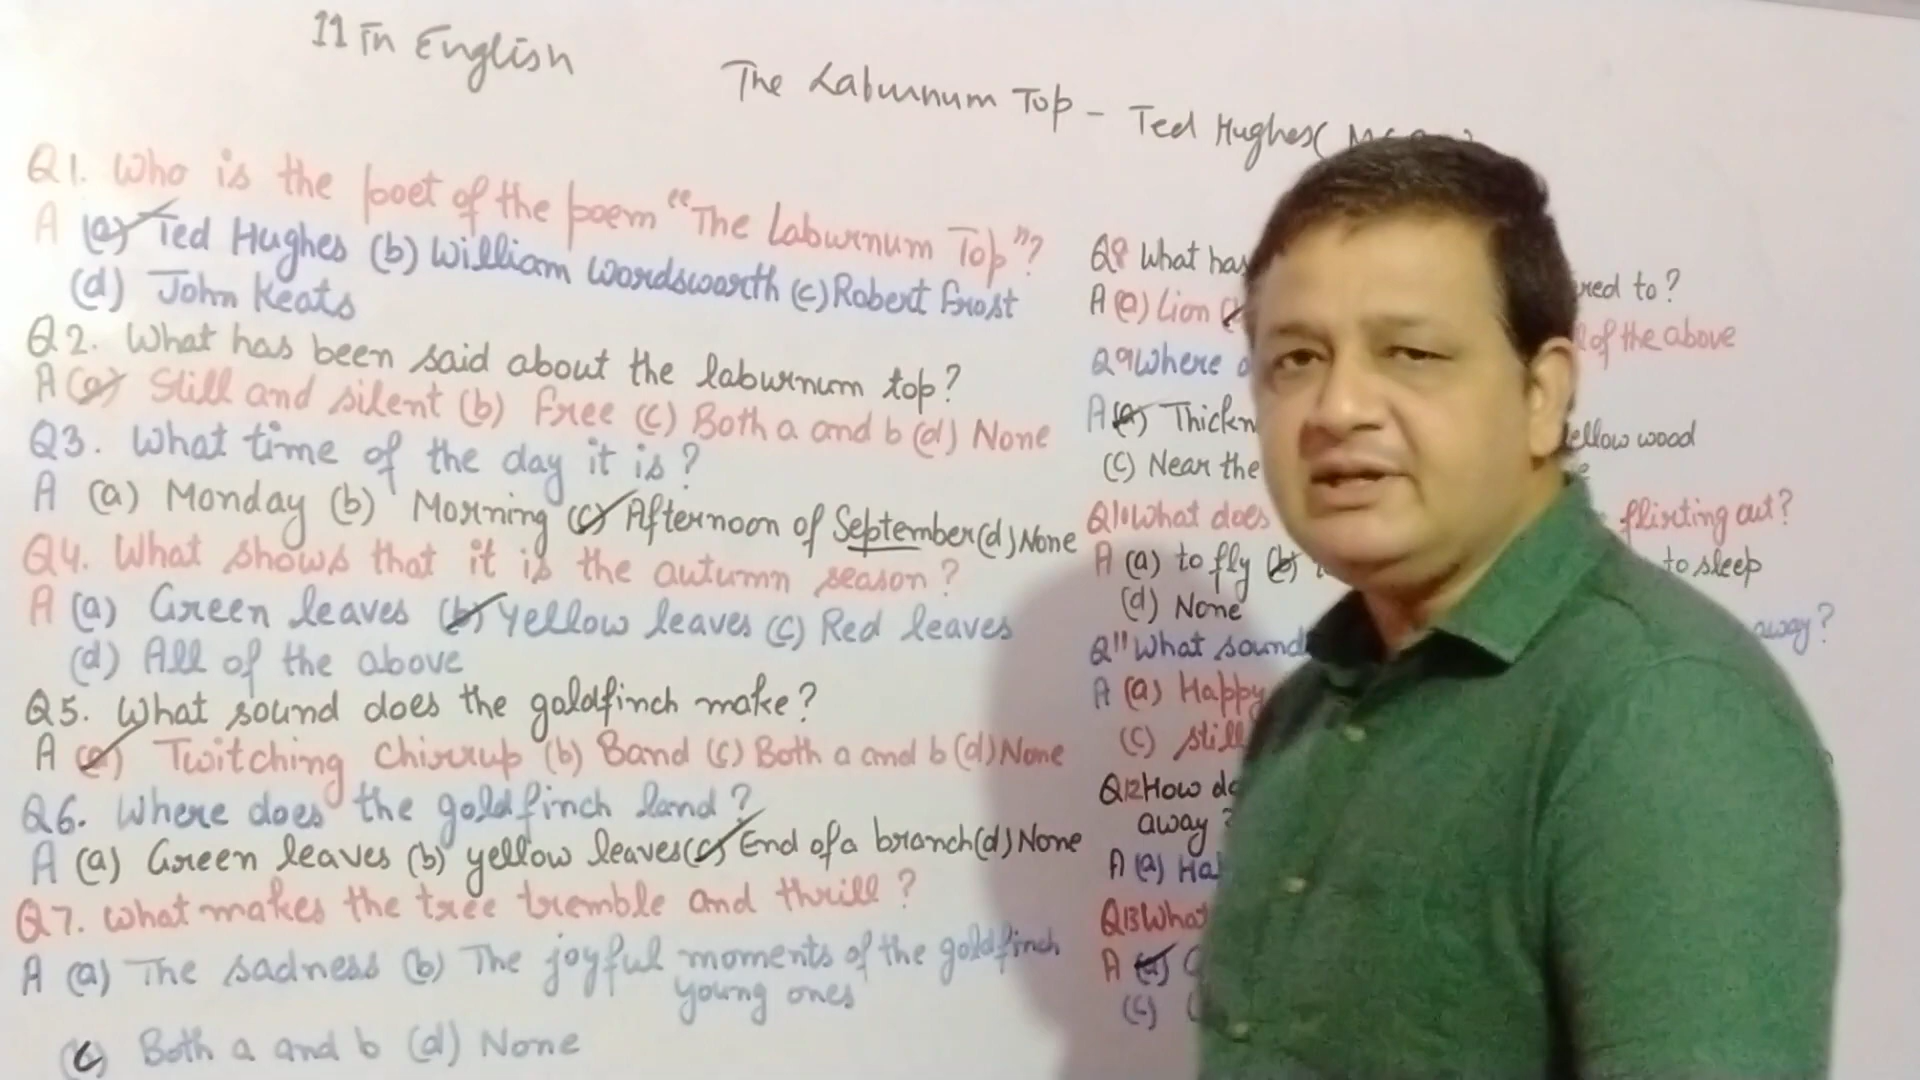 11th English
The Laburnum Top - Ted Hughes(
Q1. Who is the poet of the poem "The Laburnum Top"?
A (a) Ted Hughes (b) William Wordsworth (c) Robert Frost
(d) John Keats
Q2. What has been said about the laburnum top?
A (a) Still and silent (b) Free (c) Both a and b (d) None
Q3. What time of the day it is?
A (a) Monday (b) Morning (c) Afternoon of September (d) None
Q4. What shows that it is the autumn season?
A (a) Green leaves (b) Yellow leaves (c) Red leaves
(d) All of the above
Q5. What sound does the goldfinch make?
A (a) Twitching Chirrup (b) Band (c) Both a and b (d) None
Q6. Where does the goldfinch land?
A (a) Green leaves (b) yellow leaves (c) End of a branch (d) None
Q7. What makes the tree tremble and thrill?
A (a) The sadness (b) The joyful moments of the goldfinch
young ones
(c) Both a and b (d) None
Q8 What has to?
A (a) Lion of the above
Q9 Where
A (a) wood
(c) Near the
Q10 What does flirting out?
A (a) to fly (b) to sleep
(d) None
Q11 What sound away?
A (a) Happy
(c) still
Q12 How
away?
A (a)
Q13 What
A (a)
(c)